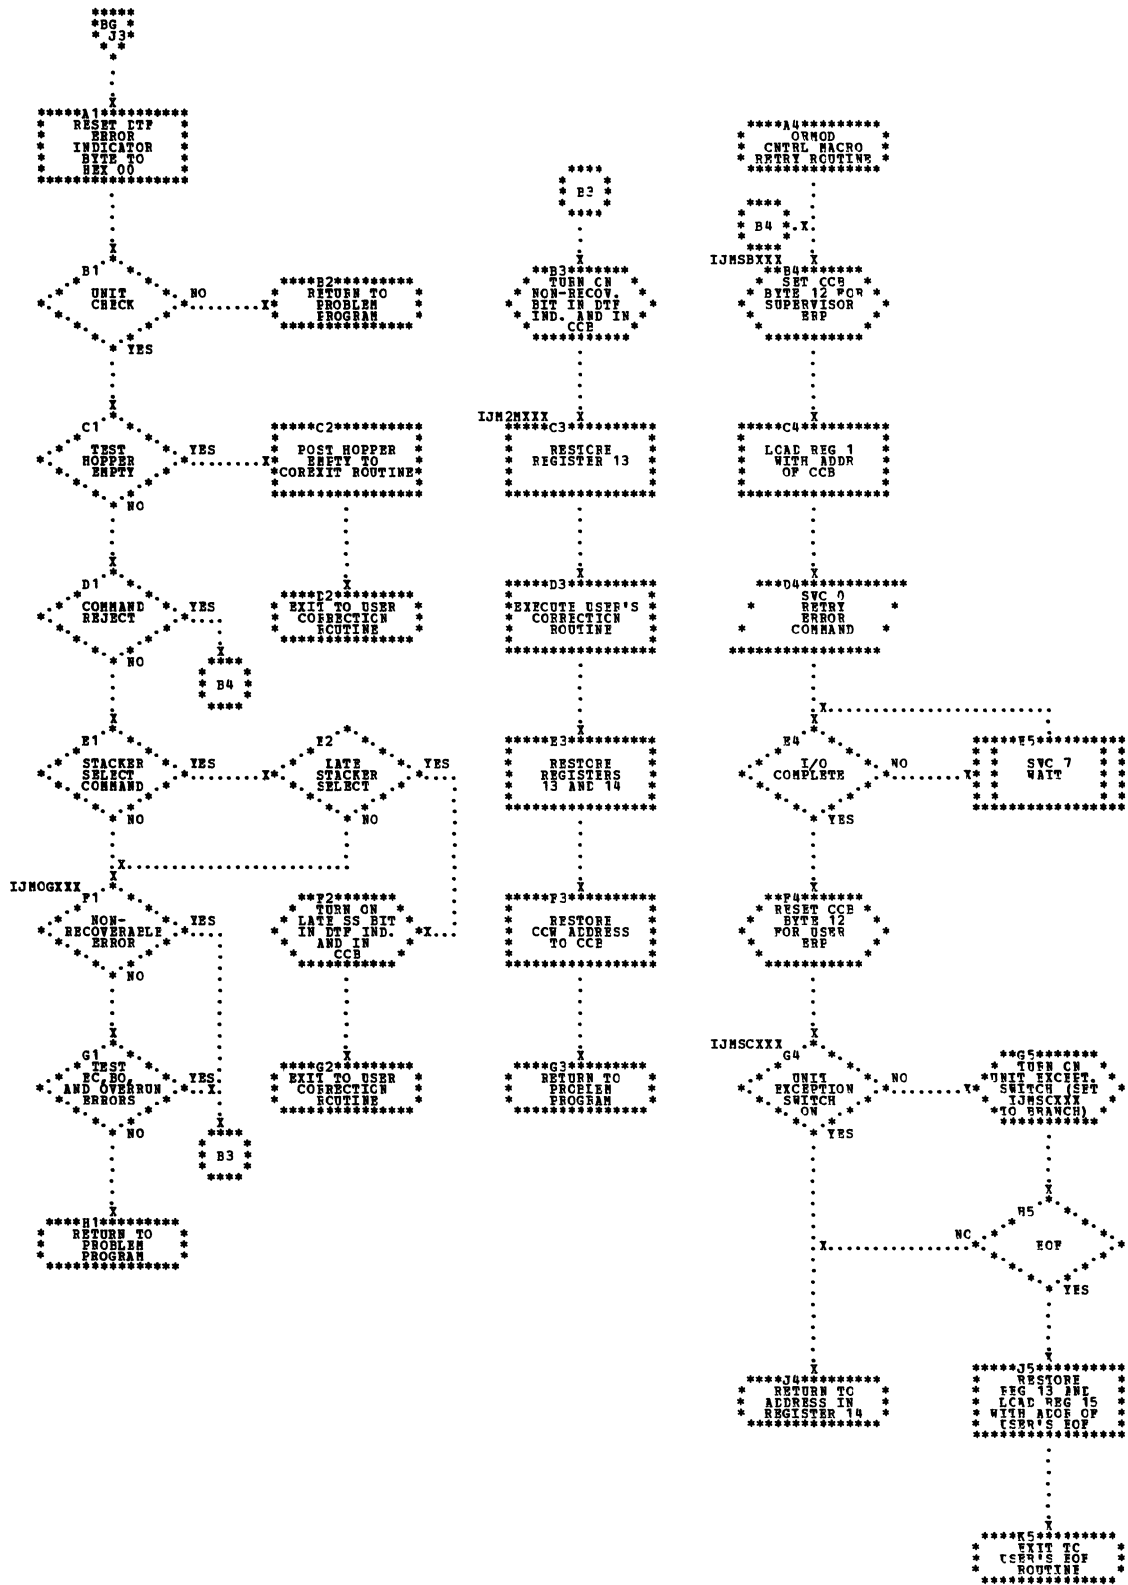 BG
J3
A1
RESET DTF
ERROR
INDICATOR
BYTE TO
HEX 00
B1
UNIT
CHECK
NO
YES
B2
RETURN TO
PROBLEM
PROGRAM
C1
TEST
HOPPER
EMPTY
YES
NO
C2
POST HOPPER
EMPTY TO
COREXIT ROUTINE
D1
COMMAND
REJECT
YES
NO
B4
D2
EXIT TO USER
CORRECTION
ROUTINE
E1
STACKER
SELECT
COMMAND
YES
NO
E2
LATE
STACKER
SELECT
YES
NO
IJMOGXXX
F1
NON-
RECOVERABLE
ERROR
YES
NO
F2
TURN ON
LATE SS BIT
IN DTF IND.
AND IN
CCB
G1
TEST
EC,BO,
AND OVERRUN
ERRORS
YES
NO
B3
G2
EXIT TO USER
CORRECTION
ROUTINE
H1
RETURN TO
PROBLEM
PROGRAM
B3
B3
TURN ON
NON-RECOV.
BIT IN DTF
IND. AND IN
CCB
IJM2MXXX
C3
RESTORE
REGISTER 13
D3
EXECUTE USER'S
CORRECTION
ROUTINE
E3
RESTORE
REGISTERS
13 AND 14
F3
RESTORE
CCW ADDRESS
TO CCB
G3
RETURN TO
PROBLEM
PROGRAM
A4
ORMOD
CNTRL MACRO
RETRY ROUTINE
B4
IJMSBXXX
B4
SET CCB
BYTE 12 FOR
SUPERVISOR
ERP
C4
LOAD REG 1
WITH ADDR
OF CCB
D4
SVC 0
RETRY
ERROR
COMMAND
E4
I/O
COMPLETE
NO
YES
E5
SVC 7
WAIT
F4
RESET CCB
BYTE 12
FOR USER
ERP
IJMSCXXX
G4
UNIT
EXCEPTION
SWITCH
ON
NO
YES
G5
TURN ON
UNIT EXCEPT.
SWITCH (SET
IJMSCXXX
TO BRANCH)
H5
EOF
NO
YES
J4
RETURN TO
ADDRESS IN
REGISTER 14
J5
RESTORE
REG 13 AND
LOAD REG 15
WITH ADDR OF
USER'S EOF
K5
EXIT TO
USER'S EOF
ROUTINE